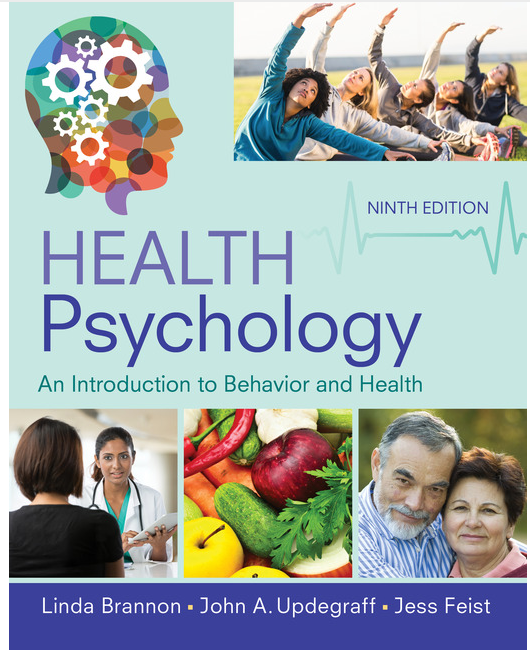 NINTH EDITION
HEALTH
Psychology
An Introduction to Behavior and Health
Linda Brannon ▪ John A. Updegraff ▪ Jess Feist